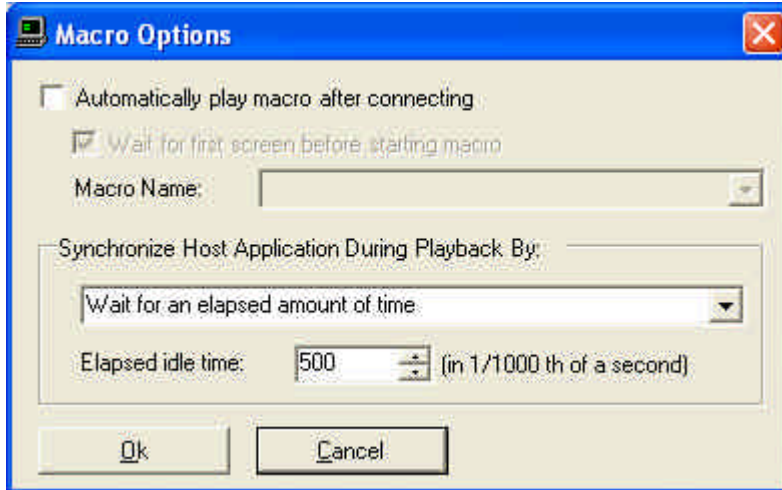 Macro Options
Automatically play macro after connecting
Wait for first screen before starting macro
Macro Name:
Synchronize Host Application During Playback By:
Wait for an elapsed amount of time
Elapsed idle time: 500 (in 1/1000 th of a second)
Ok Cancel